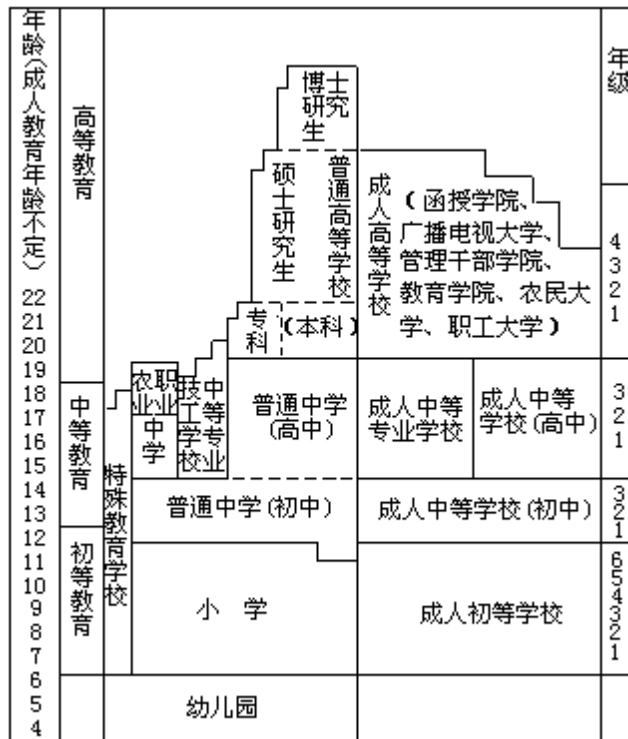 年龄(成人教育年龄不定)
22
21
20
19
18
17
16
15
14
13
12
11
10
9
8
7
6
5
4
高等教育
中等教育
初等教育
特殊教育学校
博士
研究
生
硕士研究生
普通高等学校
专科
(本科)
成人高等学校
(函授学院、
广播电视大学、
管理干部学院、
教育学院、农民大
学、职工大学)
农职
业业
中
学
技工学校
中等专业
普通中学
(高中)
成人中等
专业学校
成人中等
学校(高中)
普通中学(初中)
成人中等学校(初中)
小 学
成人初等学校
幼儿园
年级
4
3
2
1
3
2
1
3
2
1
6
5
4
3
2
1